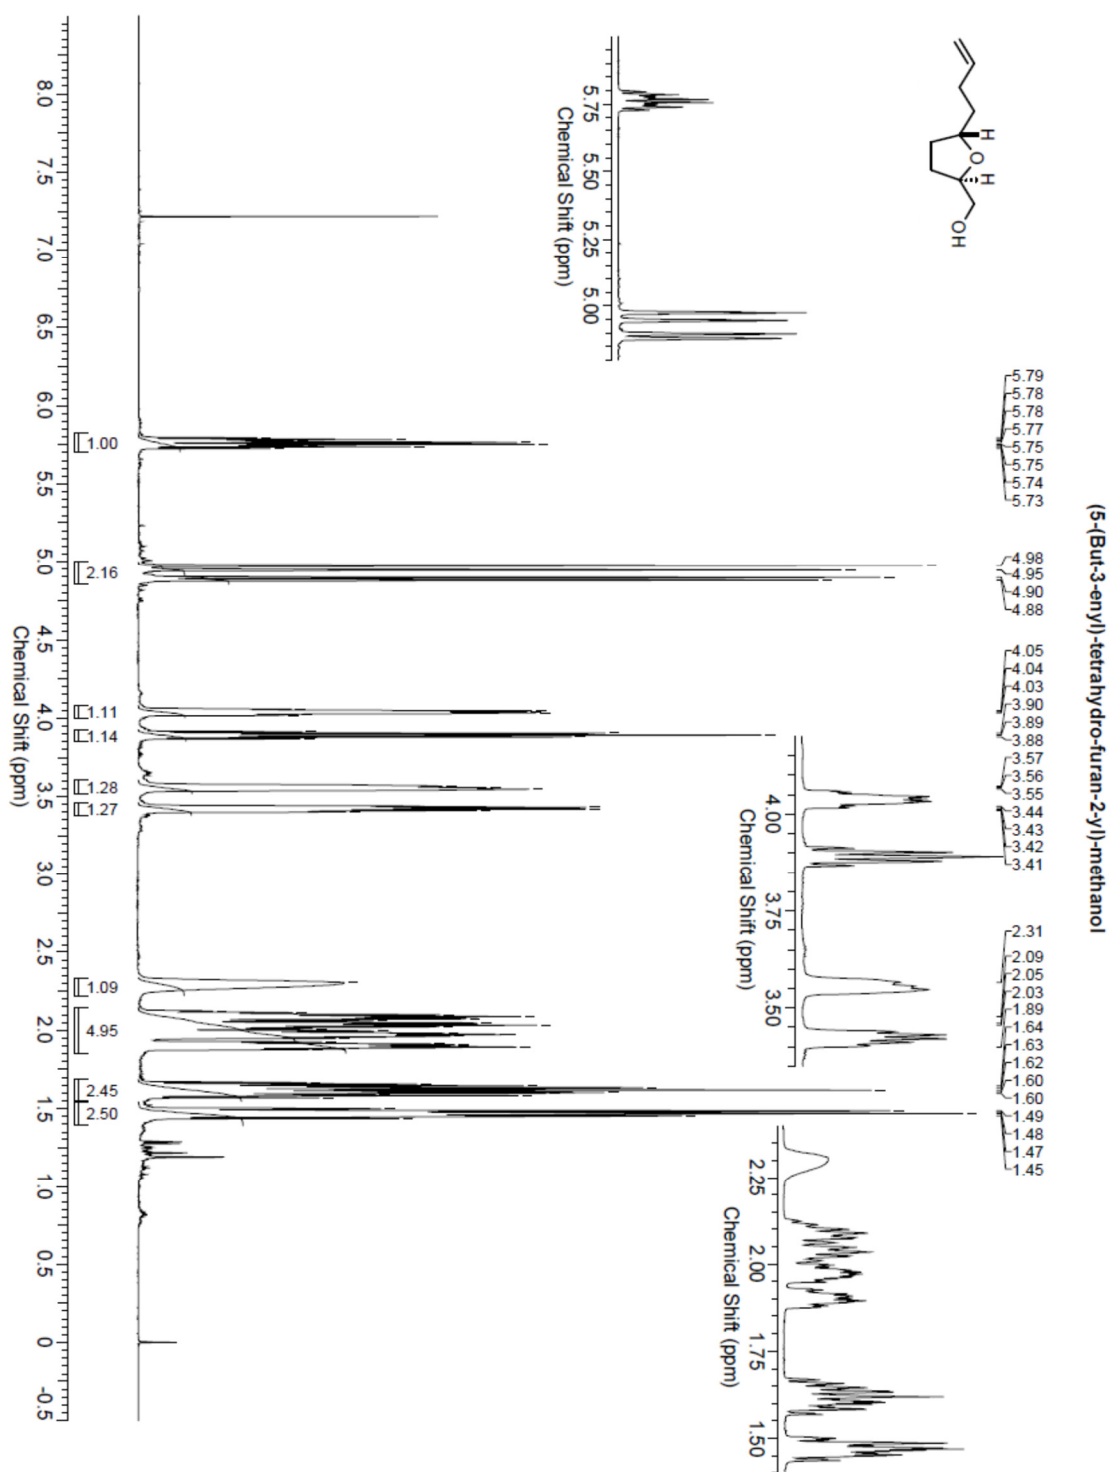 (5-(But-3-enyl)-tetrahydro-furan-2-yl)-methanol
5.79
5.78
5.78
5.77
5.75
5.75
5.74
5.73
4.98
4.95
4.90
4.88
4.05
4.04
4.03
3.90
3.89
3.88
3.57
3.56
3.55
3.44
3.43
3.42
3.41
2.31
2.09
2.05
2.03
1.89
1.64
1.63
1.62
1.60
1.60
1.49
1.48
1.47
1.45
H
O
H
OH
5.75 5.50 5.25 5.00
Chemical Shift (ppm)
4.00 3.75 3.50
Chemical Shift (ppm)
2.25 2.00 1.75 1.50
Chemical Shift (ppm)
1.00 2.16 1.11 1.14 1.28 1.27 1.09 4.95 2.45 2.50
8.0 7.5 7.0 6.5 6.0 5.5 5.0 4.5 4.0 3.5 3.0 2.5 2.0 1.5 1.0 0.5 0 -0.5
Chemical Shift (ppm)